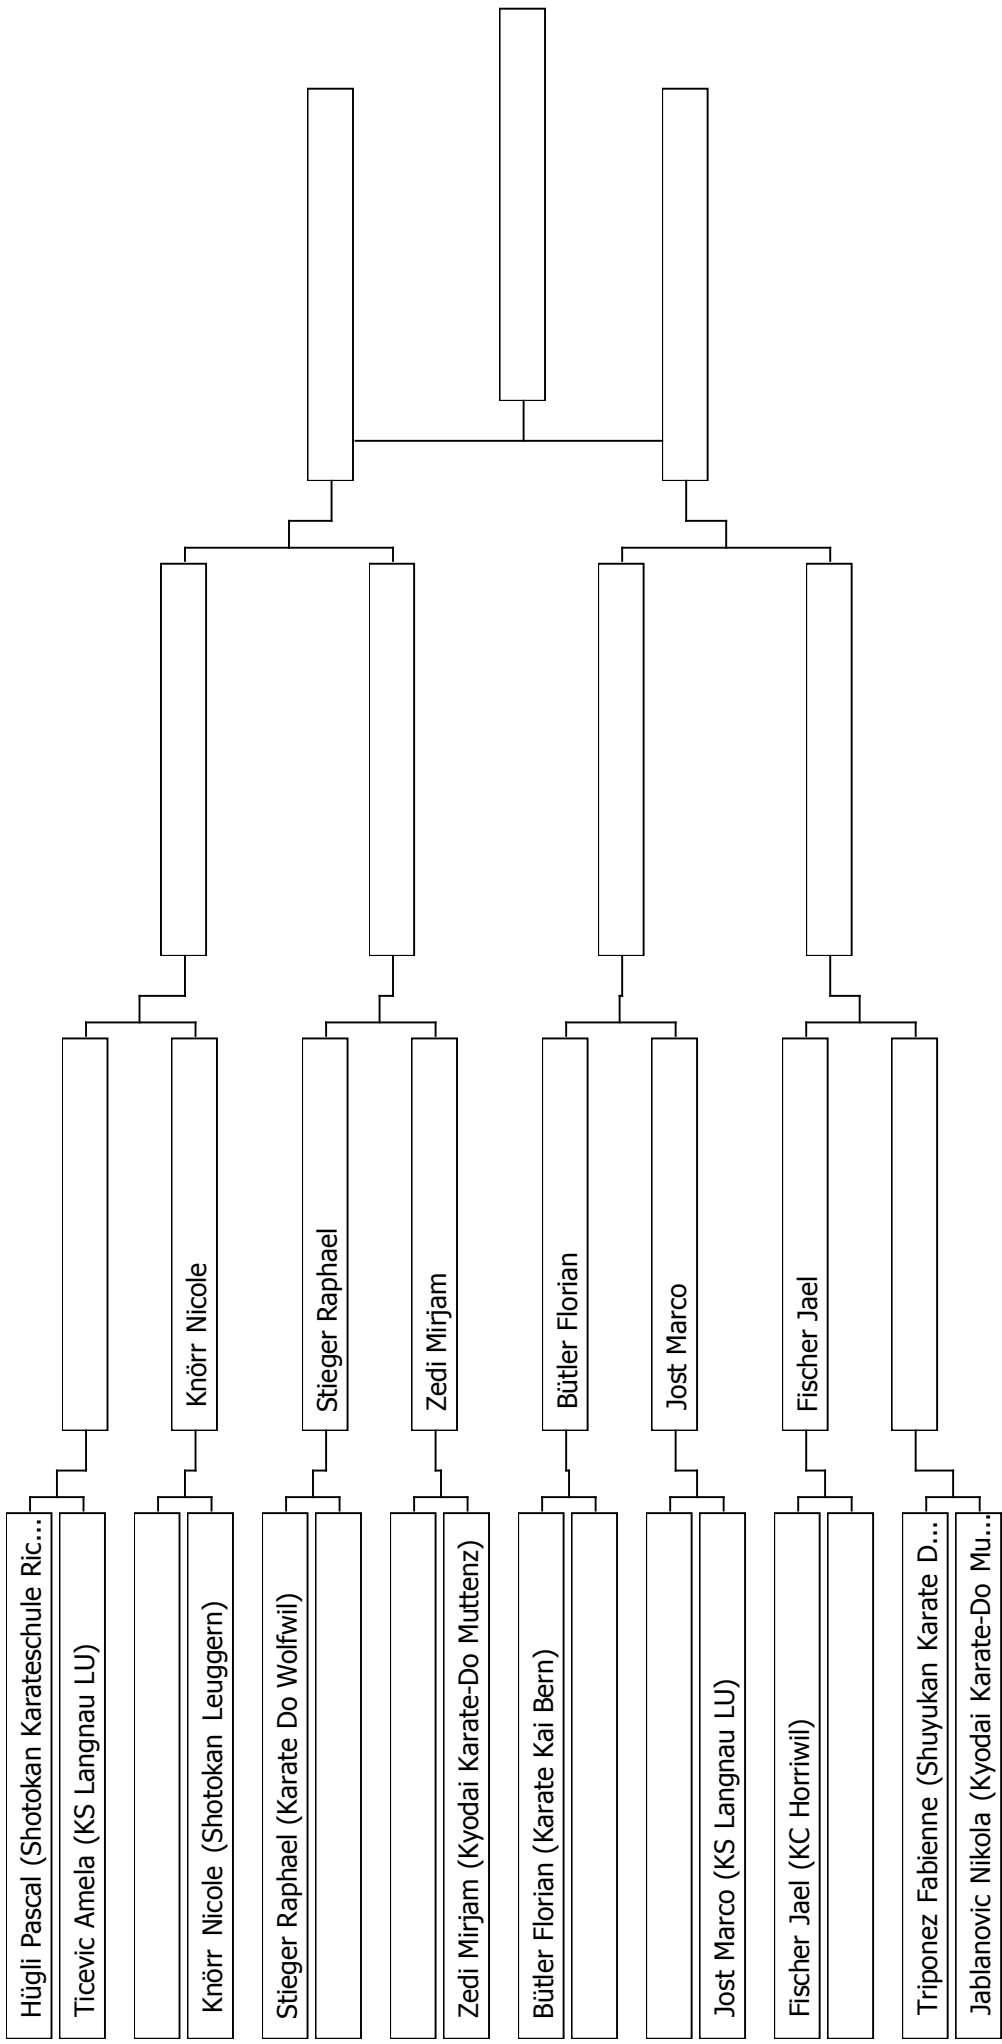 Hügli Pascal (Shotokan Karateschule Ric...
Ticevic Amela (KS Langnau LU)
Knörr Nicole (Shotokan Leuggern)
Stieger Raphael (Karate Do Wolfwil)
Zedi Mirjam (Kyodai Karate-Do Muttenz)
Bütler Florian (Karate Kai Bern)
Jost Marco (KS Langnau LU)
Fischer Jael (KC Horriwil)
Triponez Fabienne (Shuyukan Karate D...
Jablanovic Nikola (Kyodai Karate-Do Mu...
Knörr Nicole
Stieger Raphael
Zedi Mirjam
Bütler Florian
Jost Marco
Fischer Jael